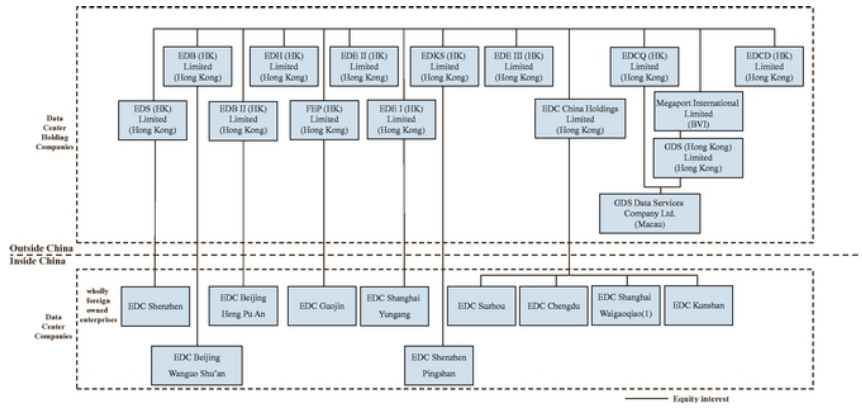 EDB (HK)
Limited
(Hong Kong)
EDH (HK)
Limited
(Hong Kong)
EDE II (HK)
Limited
(Hong Kong)
EDKS (HK)
Limited
(Hong Kong)
EDE III (HK)
Limited
(Hong Kong)
EDCQ (HK)
Limited
(Hong Kong)
EDCD (HK)
Limited
(Hong Kong)
Data
Center
Holding
Companies
EDS (HK)
Limited
(Hong Kong)
EDB II (HK)
Limited
(Hong Kong)
FEP (HK)
Limited
(Hong Kong)
EDE I (HK)
Limited
(Hong Kong)
EDC China Holdings
Limited
(Hong Kong)
Megaport International
Limited
(BVI)
GDS (Hong Kong)
Limited
(Hong Kong)
GDS Data Services
Company Ltd.
(Macau)
Outside China
Inside China
Data
Center
Companies
wholly
foreign
owned
enterprises
EDC Shenzhen
EDC Beijing
Heng Pu An
EDC Guojin
EDC Shanghai
Yungang
EDC Suzhou
EDC Chengdu
EDC Shanghai
Waigaoqiao(1)
EDC Kunshan
EDC Beijing
Wanguo Shu'an
EDC Shenzhen
Pingshan
Equity interest